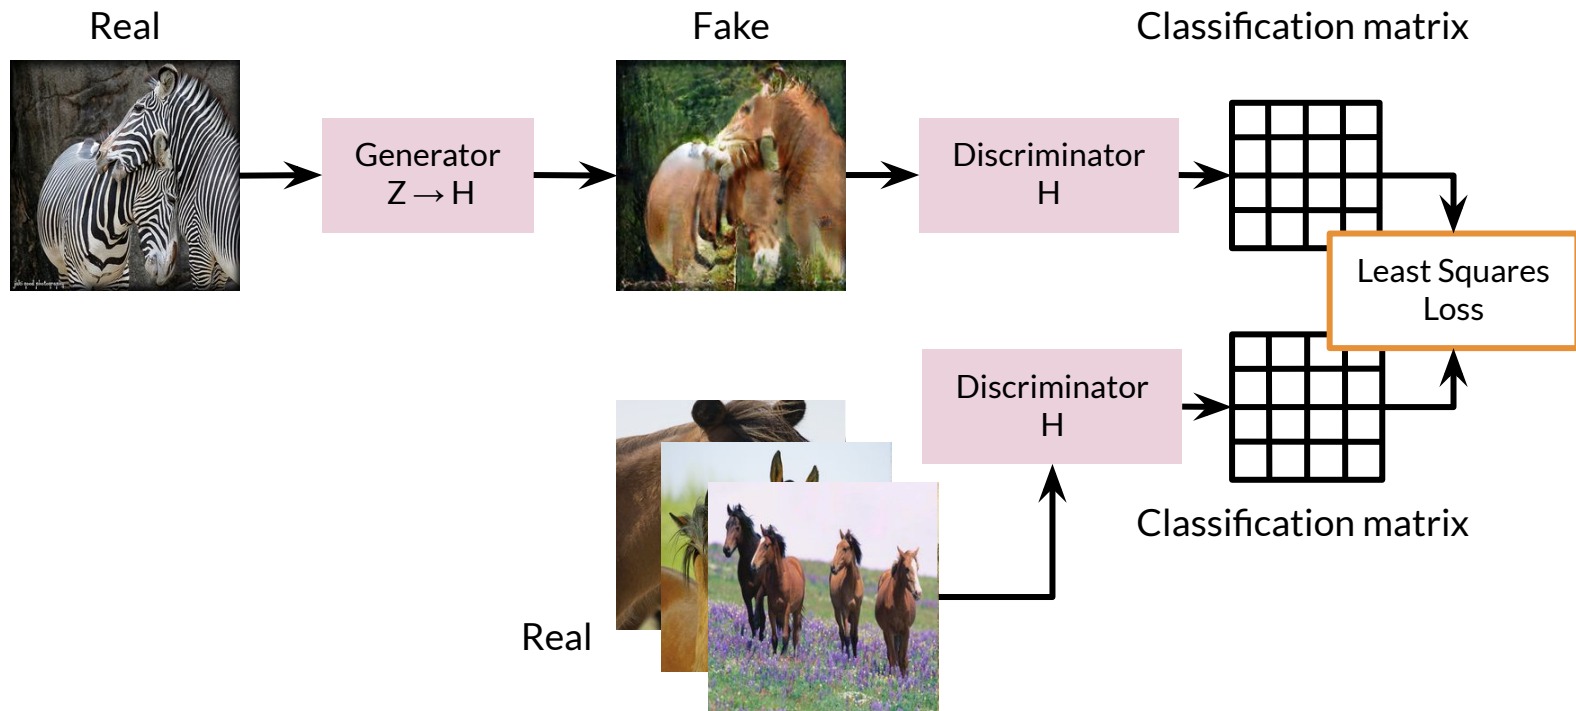 Real
Fake
Classification matrix
Generator
Z → H
Discriminator
H
Least Squares
Loss
Discriminator
H
Classification matrix
Real